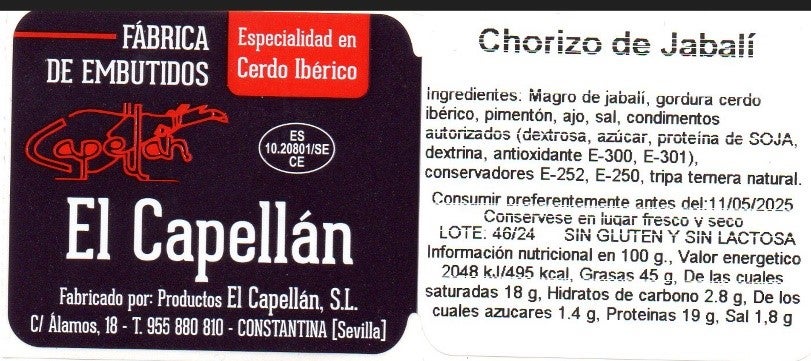 FÁBRICA
DE EMBUTIDOS
Especialidad en
Cerdo Ibérico
Capellán
ES
10.20801/SE
CE
El Capellán
Fabricado por: Productos El Capellán, S.L.
C/ Álamos, 18 - T. 955 880 810 - CONSTANTINA [Sevilla]
Chorizo de Jabalí
Ingredientes: Magro de jabalí, gordura cerdo
ibérico, pimentón, ajo, sal, condimentos
autorizados (dextrosa, azúcar, proteina de SOJA,
dextrina, antioxidante E-300, E-301),
conservadores E-252, E-250, tripa ternera natural.
Consumir preferentemente antes del:11/05/2025
Conservese en lugar fresco y seco
LOTE: 46/24 SIN GLUTEN Y SIN LACTOSA
Información nutricional en 100 g., Valor energetico
2048 kJ/495 kcal, Grasas 45 g, De las cuales
saturadas 18 g, Hidratos de carbono 2.8 g, De los
cuales azucares 1.4 g, Proteinas 19 g, Sal 1,8 g